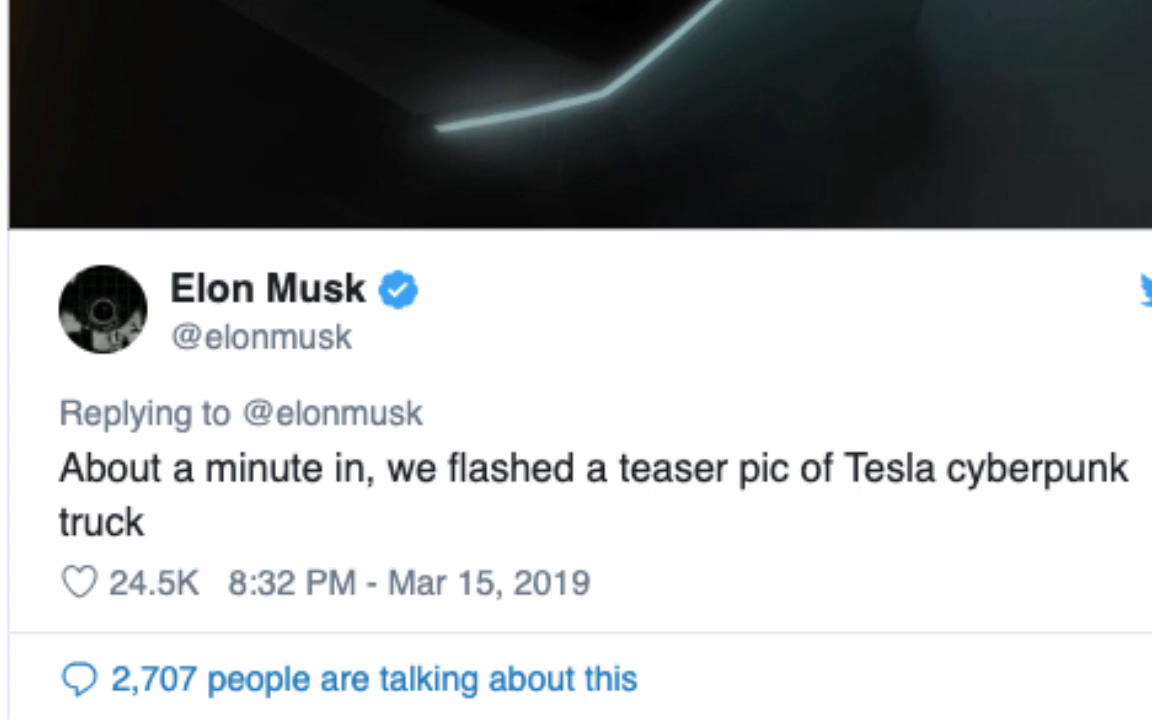 Elon Musk
@elonmusk
Replying to @elonmusk
About a minute in, we flashed a teaser pic of Tesla cyberpunk
truck
24.5K 8:32 PM - Mar 15, 2019
2,707 people are talking about this